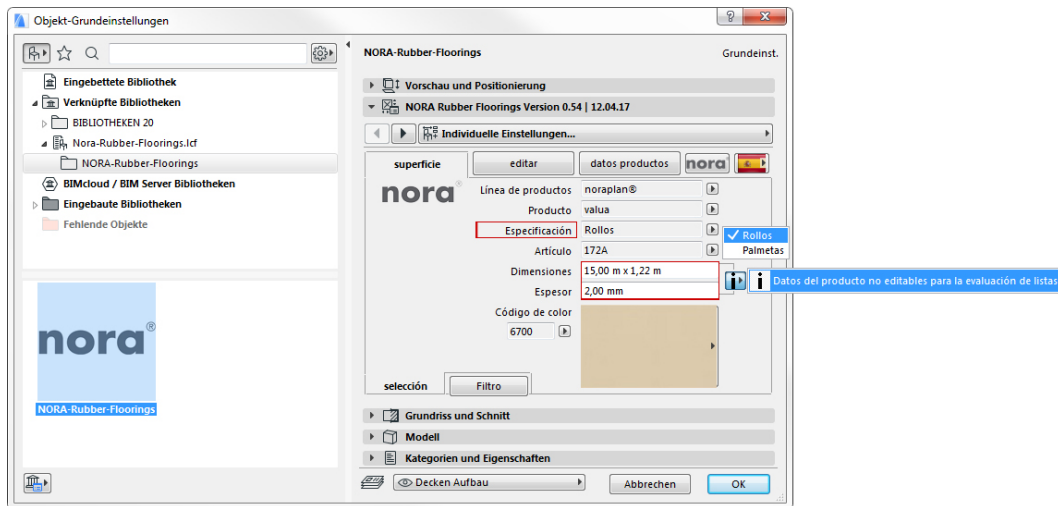 Objekt-Grundeinstellungen
Eingebettete Bibliothek
Verknüpfte Bibliotheken
BIBLIOTHEKEN 20
Nora-Rubber-Floorings.lcf
NORA-Rubber-Floorings
BIMcloud / BIM Server Bibliotheken
Eingebaute Bibliotheken
Fehlende Objekte
nora®
NORA-Rubber-Floorings
NORA-Rubber-Floorings Grundeinst.
Vorschau und Positionierung
NORA Rubber Floorings Version 0.54 | 12.04.17
Individuelle Einstellungen...
superficie editar datos productos nora
nora®
Línea de productos noraplan®
Producto valua
Especificación Rollos
Rollos
Palmetas
Artículo 172A
Dimensiones 15,00 m x 1,22 m
Datos del producto no editables para la evaluación de listas
Espesor 2,00 mm
Código de color
6700
selección Filtro
Grundriss und Schnitt
Modell
Kategorien und Eigenschaften
Decken Aufbau Abbrechen OK